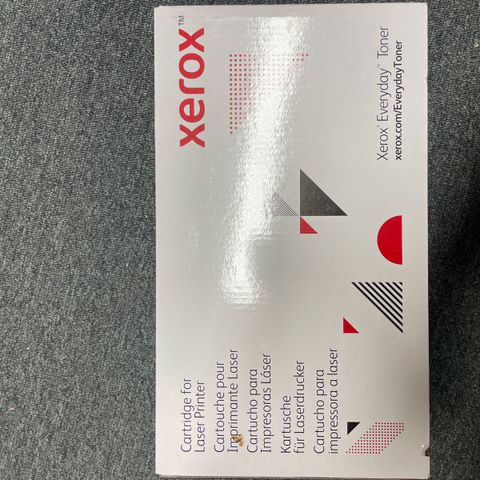 xerox™
Xerox® Everyday™ Toner
xerox.com/EverydayToner
Cartridge for
Laser Printer
Cartouche pour
Imprimante Laser
Cartucho para
Impresoras Láser
Kartusche
für Laserdrucker
Cartucho para
impressora a laser